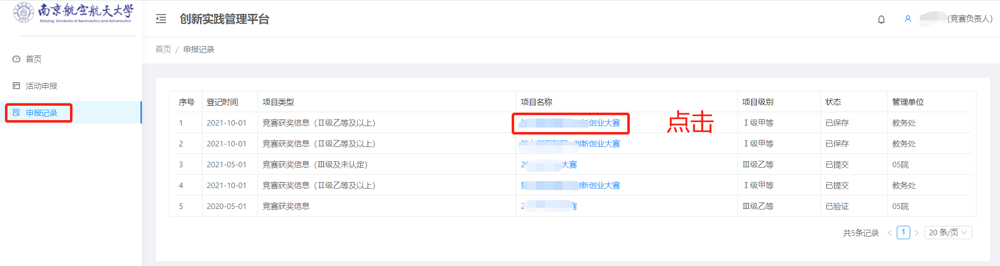 南京航空航天大学
Nanjing University of Aeronautics and Astronautics
创新实践管理平台
(竞赛负责人)
首页 / 申报记录
首页
活动申报
申报记录
序号 登记时间 项目类型 项目名称 项目级别 状态 管理单位
1 2021-10-01 竞赛获奖信息（Ⅱ级乙等及以上） 新创业大赛 Ⅰ级甲等 已保存 教务处
点击
2 2021-10-01 竞赛获奖信息（Ⅱ级乙等及以上） 创新创业大赛 Ⅰ级甲等 已保存 教务处
3 2021-05-01 竞赛获奖信息（Ⅲ级及未认定） 大赛 Ⅲ级乙等 已提交 05院
4 2021-10-01 竞赛获奖信息（Ⅱ级乙等及以上） 新创业大赛 Ⅰ级甲等 已提交 教务处
5 2020-05-01 竞赛获奖信息 2 赛 Ⅲ级乙等 已验证 05院
共5条记录 < 1 > 20 条/页